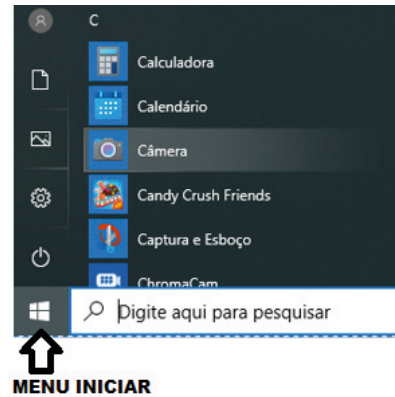 C
Calculadora
Calendário
Câmera
Candy Crush Friends
Captura e Esboço
ChromaCam
Digite aqui para pesquisar
MENU INICIAR